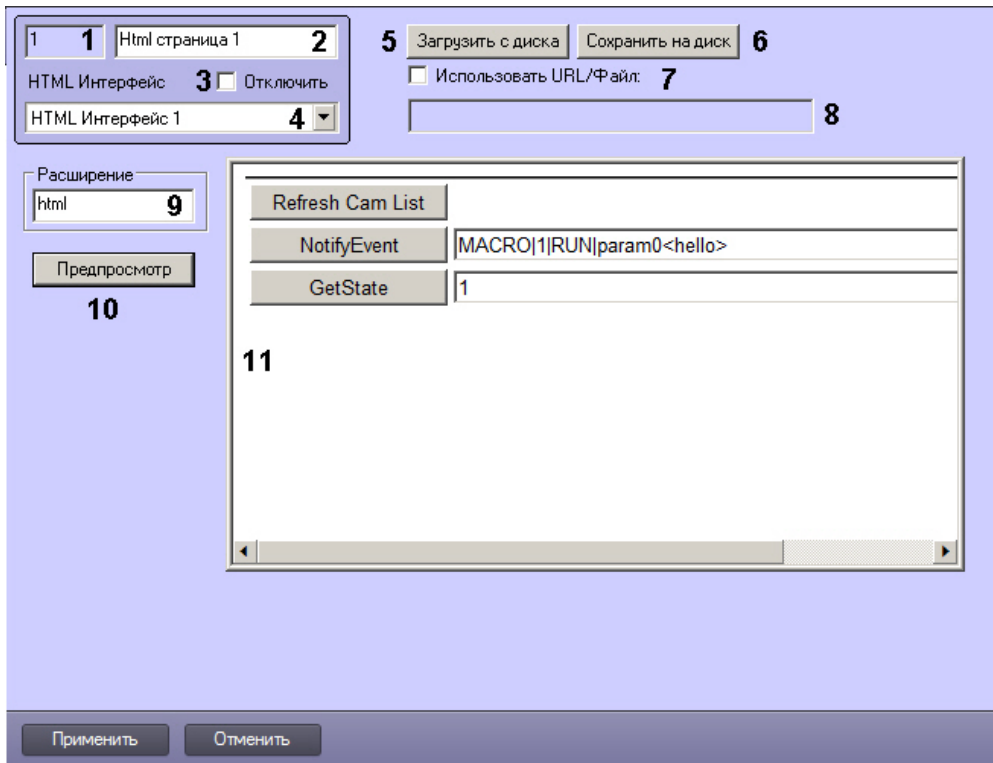 1 1 Html страница 1 2
5 Загрузить с диска Сохранить на диск 6
HTML Интерфейс 3 Отключить
Использовать URL/Файл: 7
HTML Интерфейс 1 4
8
Расширение
html 9
Предпросмотр
10
Refresh Cam List
NotifyEvent MACRO|1|RUN|param0<hello>
GetState 1
11
Применить Отменить